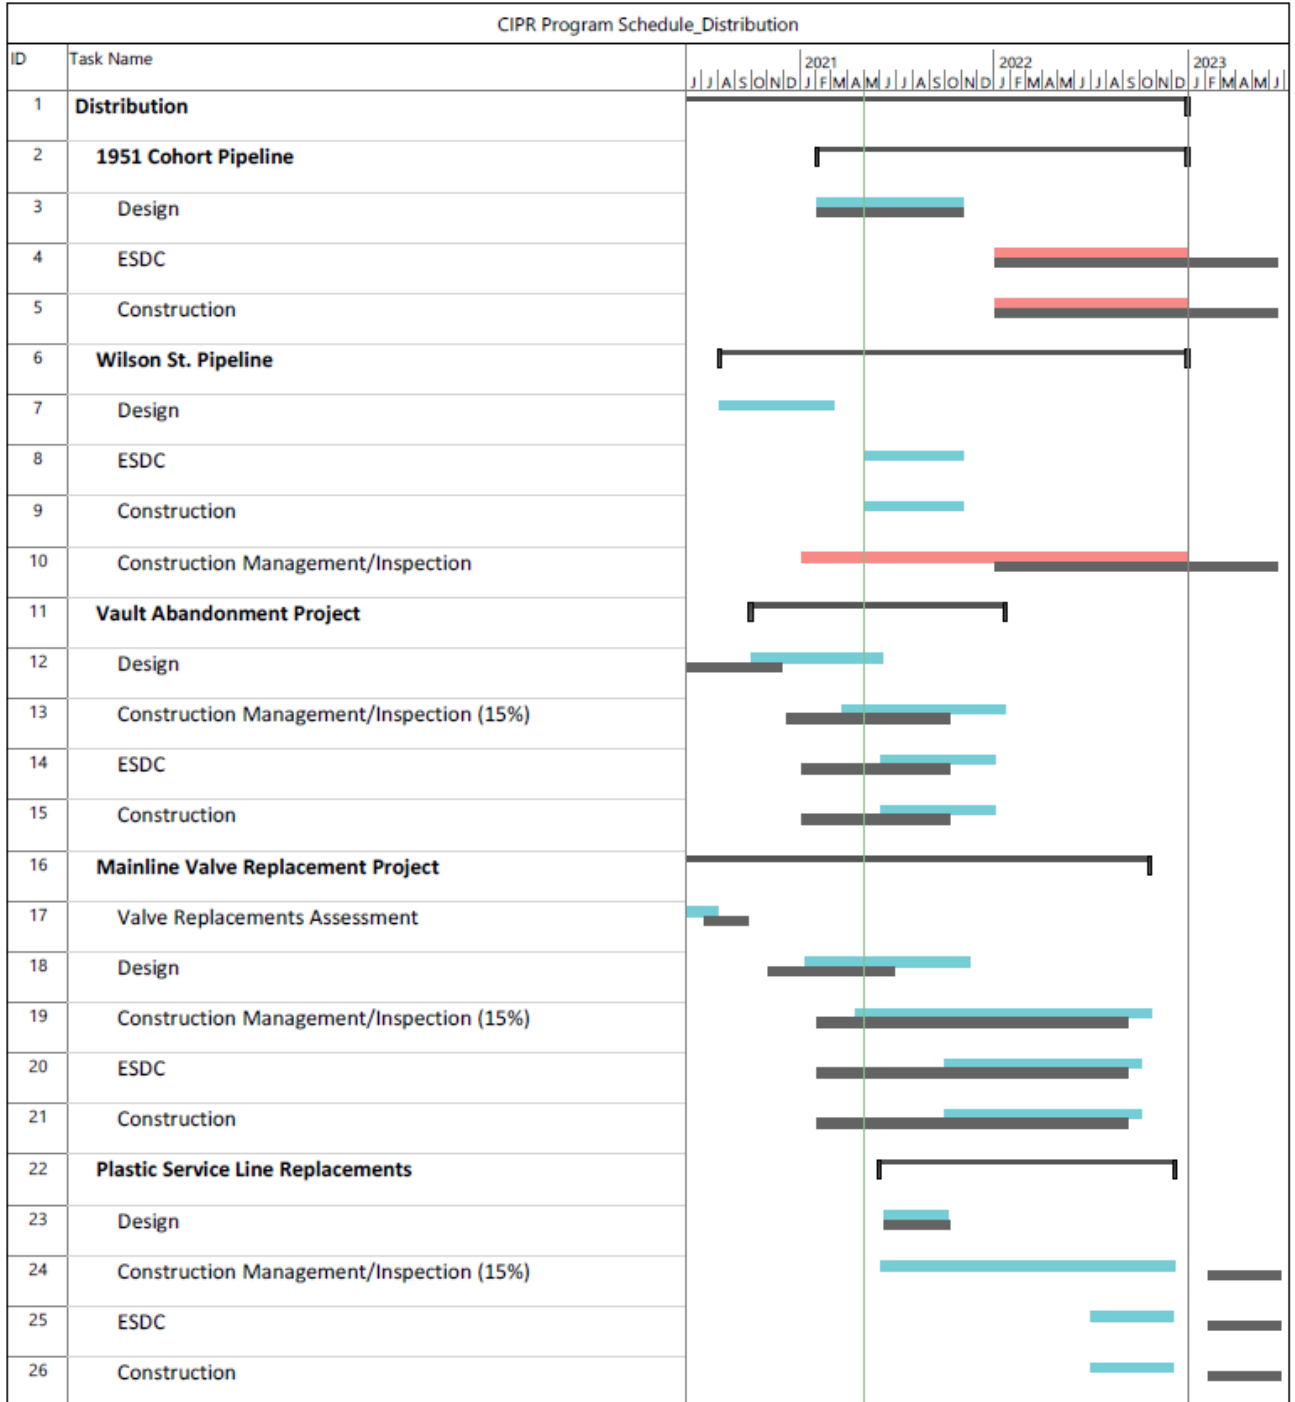 CIPR Program Schedule_Distribution
ID Task Name 2021 2022 2023
J J A S O N D J F M A M J J A S O N D J F M A M J J A S O N D J F M A M J
1 Distribution
2 1951 Cohort Pipeline
3 Design
4 ESDC
5 Construction
6 Wilson St. Pipeline
7 Design
8 ESDC
9 Construction
10 Construction Management/Inspection
11 Vault Abandonment Project
12 Design
13 Construction Management/Inspection (15%)
14 ESDC
15 Construction
16 Mainline Valve Replacement Project
17 Valve Replacements Assessment
18 Design
19 Construction Management/Inspection (15%)
20 ESDC
21 Construction
22 Plastic Service Line Replacements
23 Design
24 Construction Management/Inspection (15%)
25 ESDC
26 Construction